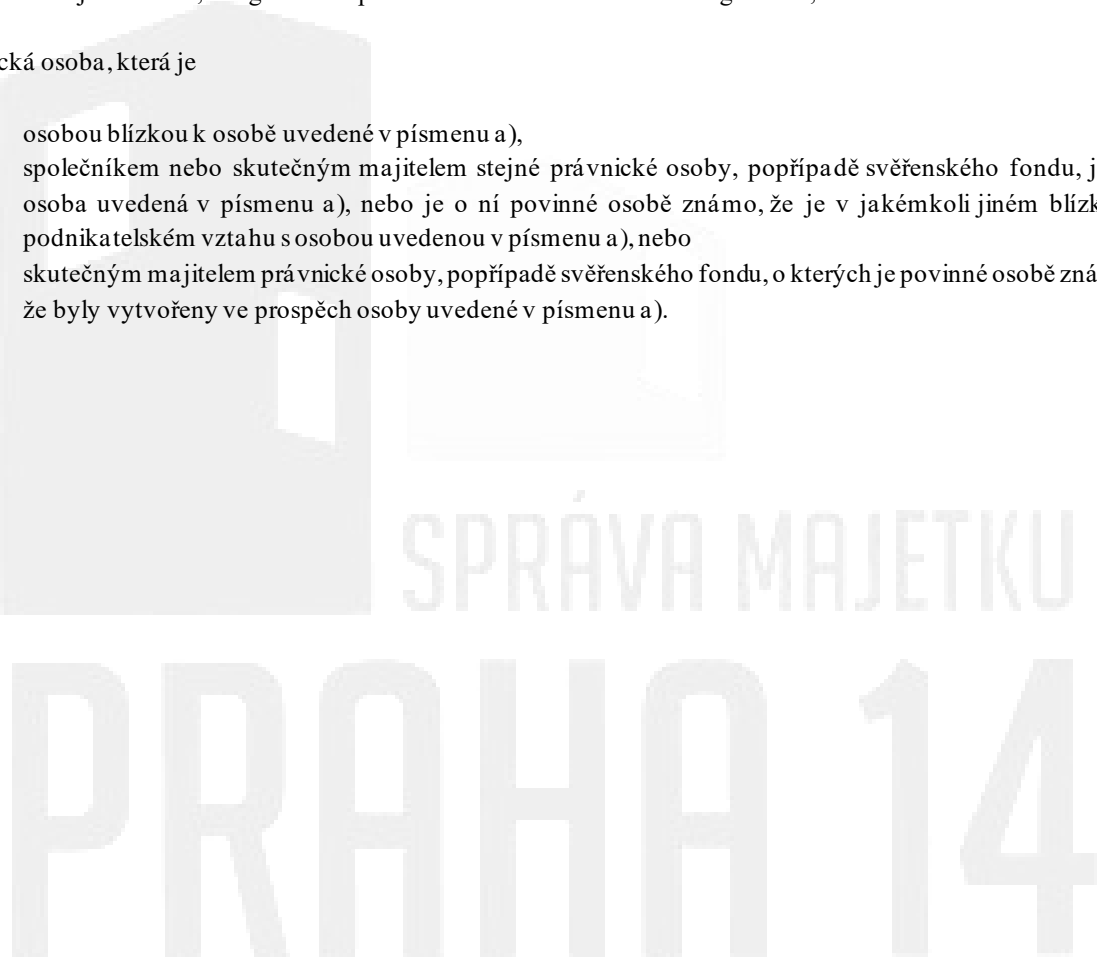 cká osoba, která je
osobou blízkou k osobě uvedené v písmenu a),
společníkem nebo skutečným majitelem stejné právnické osoby, popřípadě svěřenského fondu, j
osoba uvedená v písmenu a), nebo je o ní povinné osobě známo, že je v jakémkoli jiném blízk
podnikatelském vztahu s osobou uvedenou v písmenu a), nebo
skutečným majitelem právnické osoby, popřípadě svěřenského fondu, o kterých je povinné osobě zná
že byly vytvořeny ve prospěch osoby uvedené v písmenu a).
SPRÁVA MAJETKU
PRAHA 14